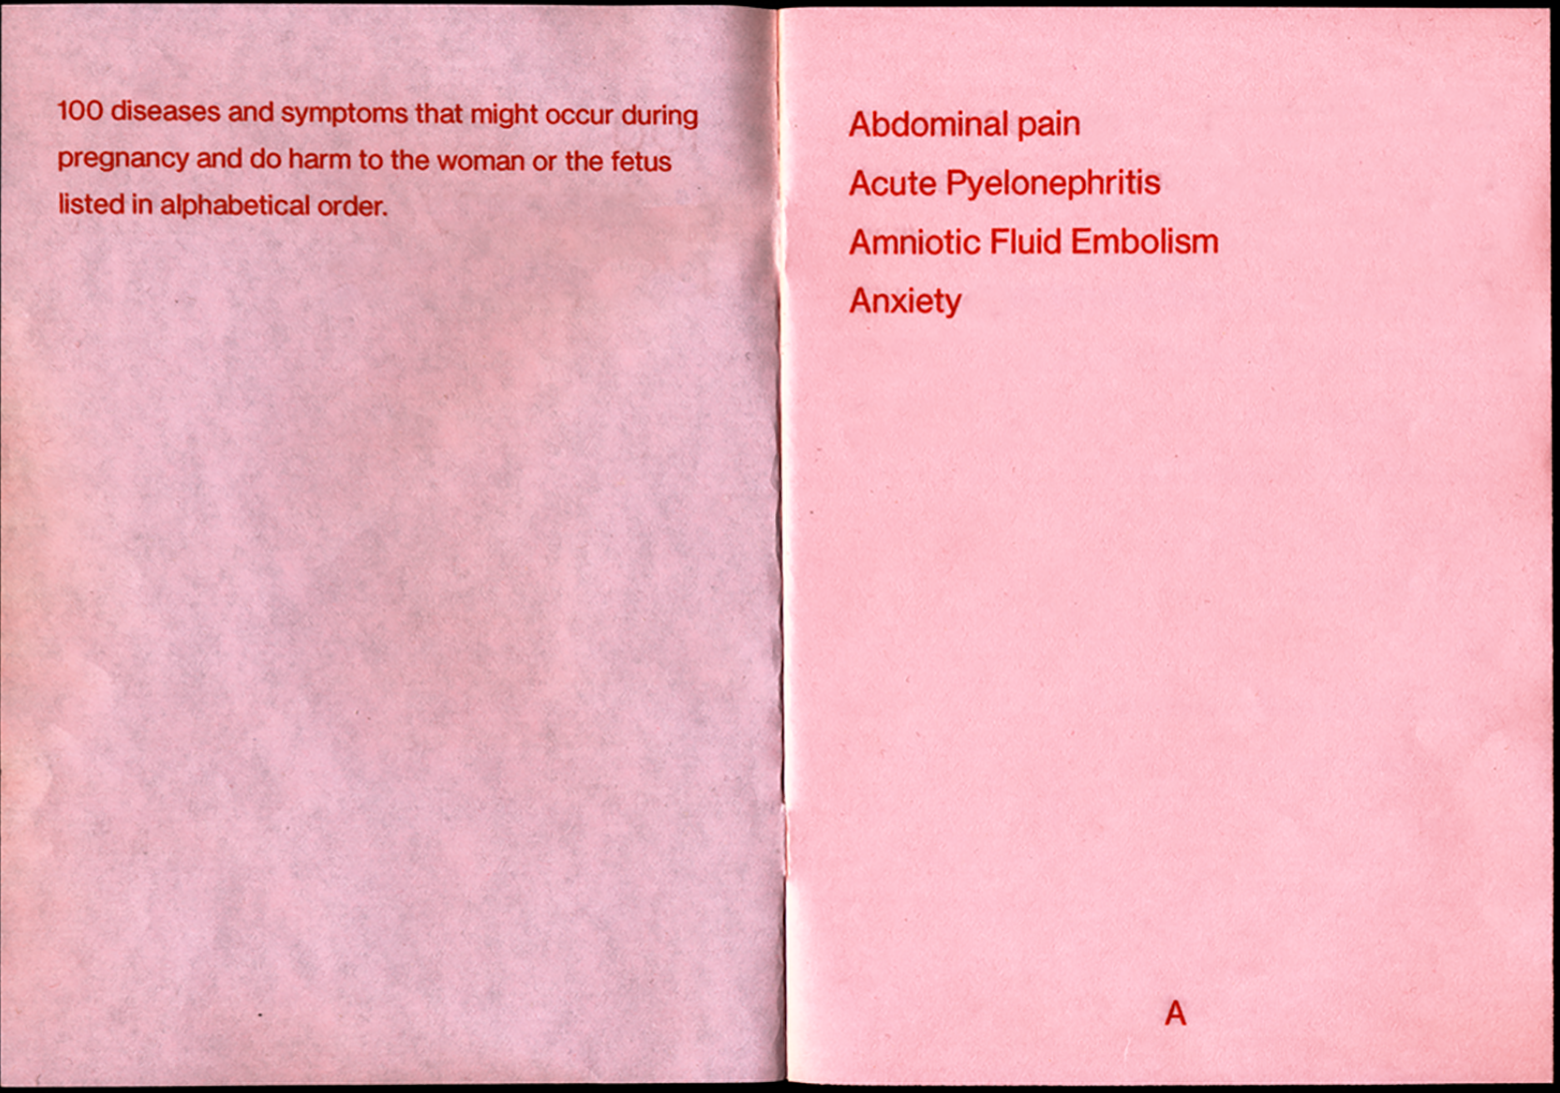 100 diseases and symptoms that might occur during
pregnancy and do harm to the woman or the fetus
listed in alphabetical order.
Abdominal pain
Acute Pyelonephritis
Amniotic Fluid Embolism
Anxiety
A